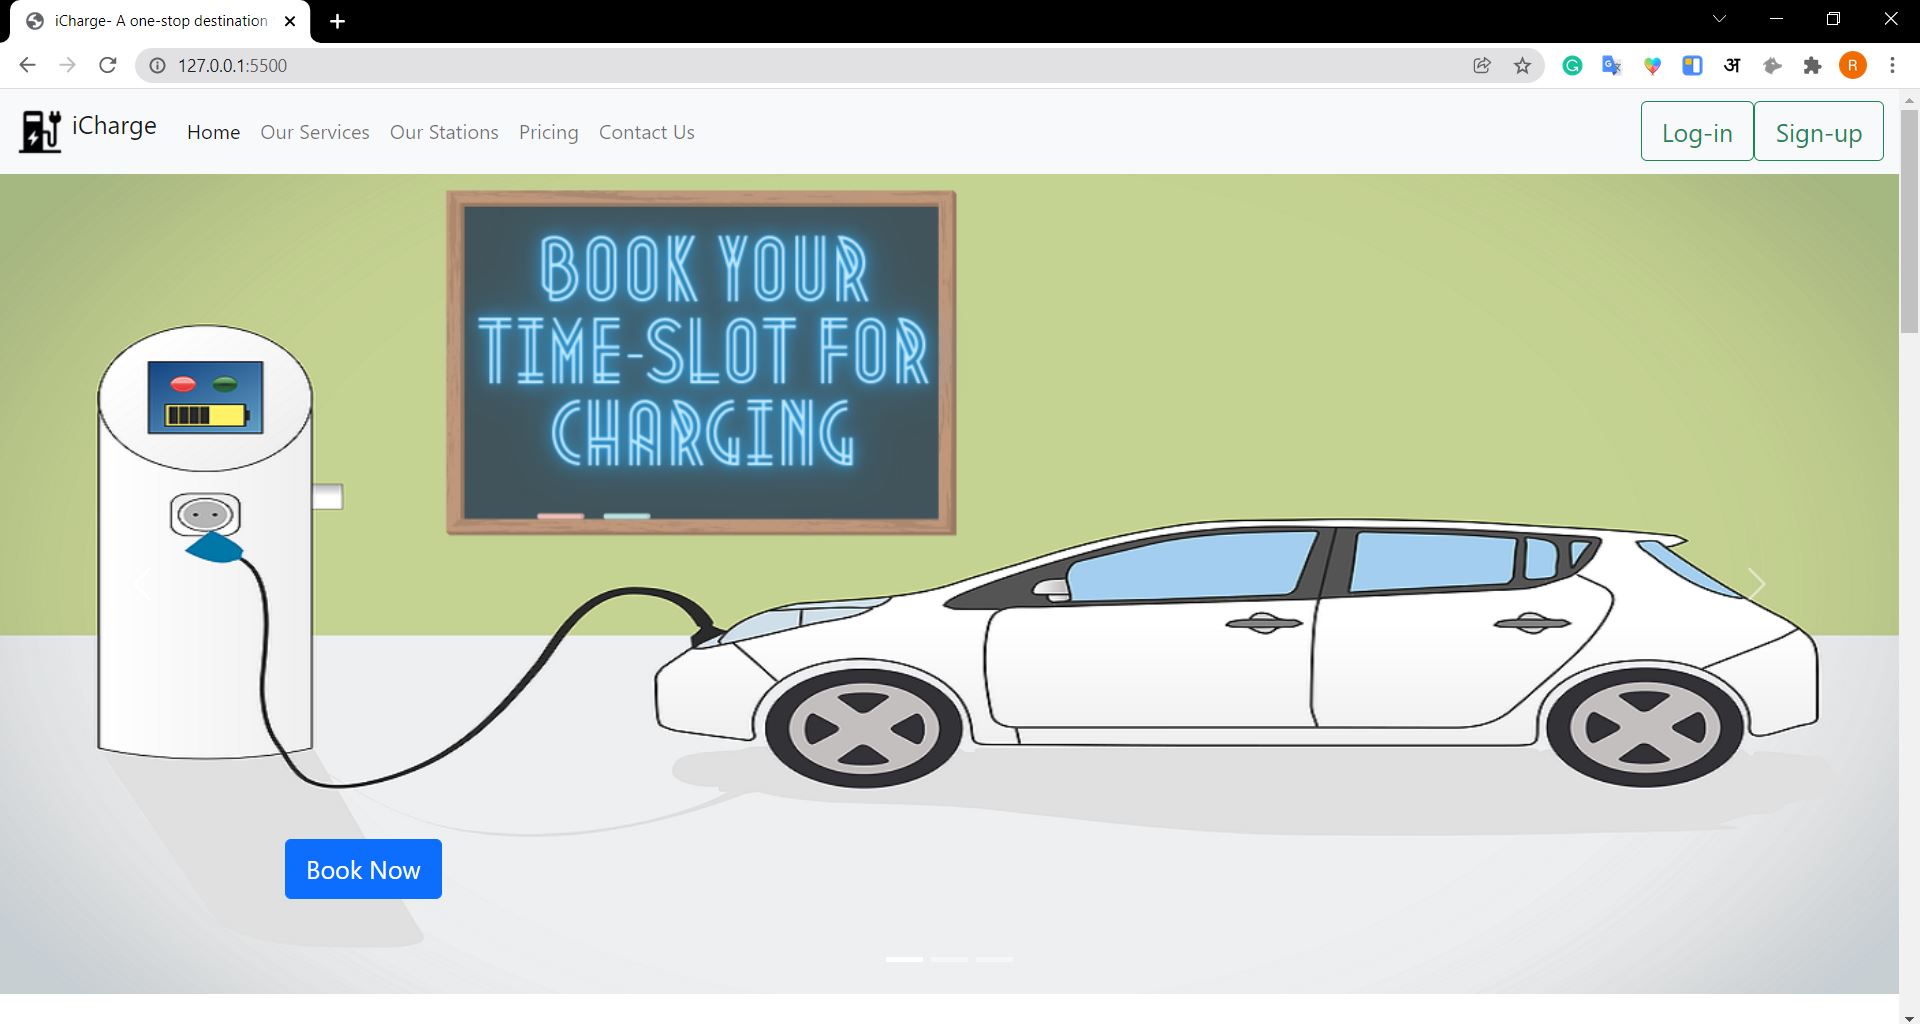 iCharge- A one-stop destination
127.0.0.1:5500
अ
R
iCharge
Home
Our Services
Our Stations
Pricing
Contact Us
Log-in
Sign-up
BOOK YOUR
TIME-SLOT FOR
CHARGING
Book Now